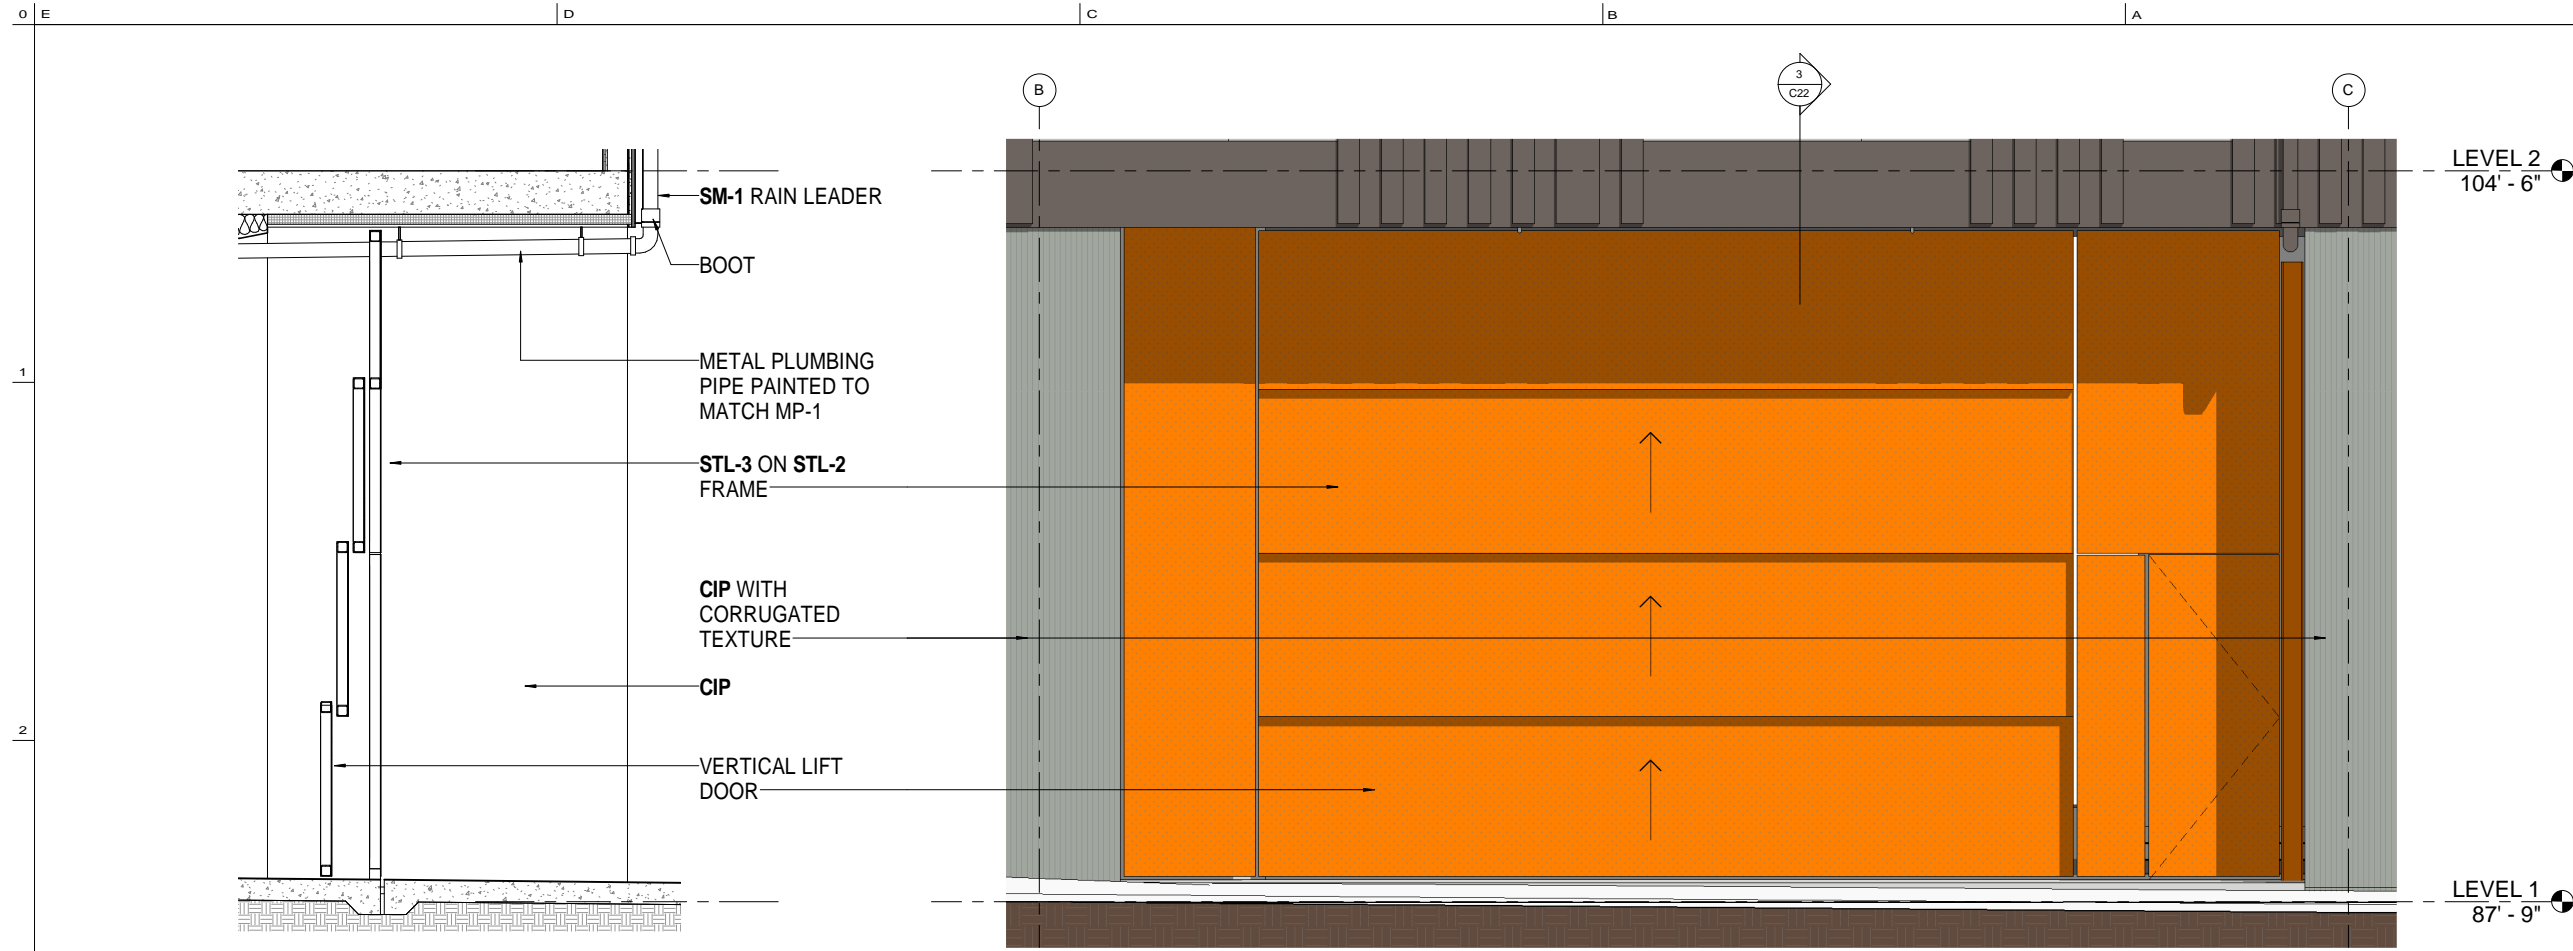 0 E D C B A
B
3
C22
C
LEVEL 2
104' - 6"
SM-1 RAIN LEADER
BOOT
METAL PLUMBING
PIPE PAINTED TO
MATCH MP-1
1
STL-3 ON STL-2
FRAME
CIP WITH
CORRUGATED
TEXTURE
CIP
2
VERTICAL LIFT
DOOR
LEVEL 1
87' - 9"